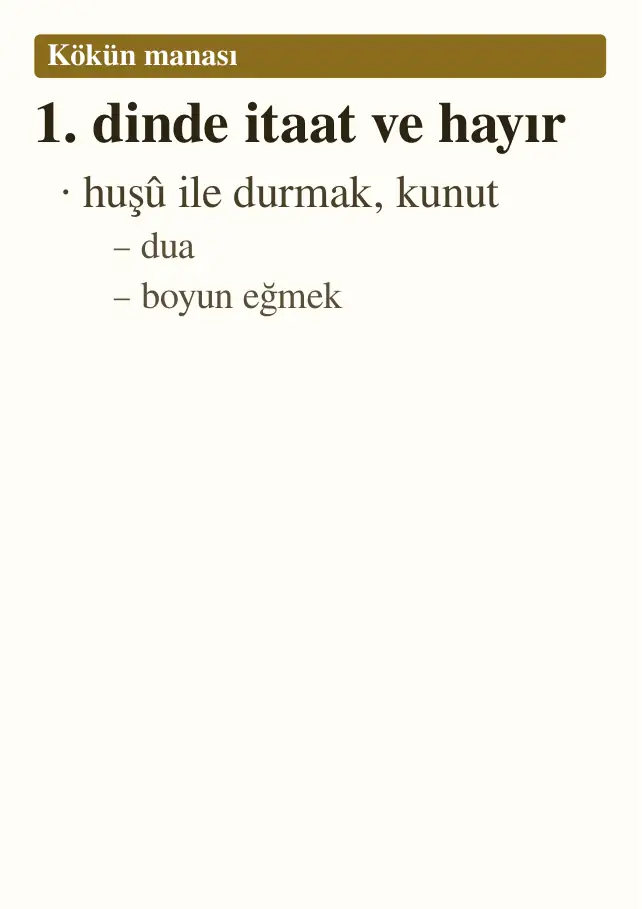 Kökün manası
1. dinde itaat ve hayır
· huşû ile durmak, kunut
– dua
– boyun eğmek